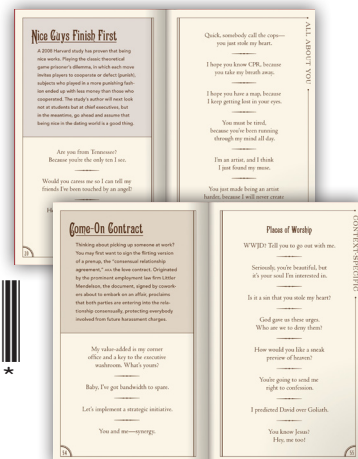 Nice Guys Finish First
A 2008 Harvard study has proven that being
nice works. Playing the classic theoretical
game prisoner's dilemma, in which each move
invites players to cooperate or defect (punish),
subjects who played in a more punishing fash-
ion ended up with less money than those who
cooperated. The study's author will next look
not at students but at chief executives, but
in the meantime, go ahead and assume that
being nice in the dating world is a good thing.
Are you from Tennessee?
Because you're the only ten I see.
Would you caress me so I can tell my
friends I've been touched by an angel?
Quick, somebody call the cops—
you just stole my heart.
I hope you know CPR, because
you take my breath away.
I hope you have a map, because
I keep getting lost in your eyes.
You must be tired,
because you've been running
through my mind all day.
I'm an artist, and I think
I just found my muse.
You just made being an artist
harder, because I will never create
ALL ABOUT YOU
Come-On Contract
Thinking about picking up someone at work?
You may first want to sign the flirting version
of a pre-nup, the "consensual relationship
agreement," aka the love contract. Originated
by the prominent employment law firm Littler
Mendelson, the document, signed by cowork-
ers about to embark on an affair, proclaims
that both parties are entering into the rela-
tionship consensually, protecting everybody
involved from future harassment charges.
My value-added is my corner
office and a key to the executive
washroom. What's yours?
Baby, I've got bandwidth to spare.
Let's implement a strategic initiative.
You and me—synergy.
54
Places of Worship
WWJD? Tell you to go out with me.
Seriously, you're beautiful, but
it's your soul I'm interested in.
Is it a sin that you stole my heart?
God gave us these urges.
Who are we to deny them?
How would you like a sneak
preview of heaven?
You're going to send me
right to confession.
I predicted David over Goliath.
You know Jesus?
Hey, me too!
CONTEXT-SPECIFIC
55
*